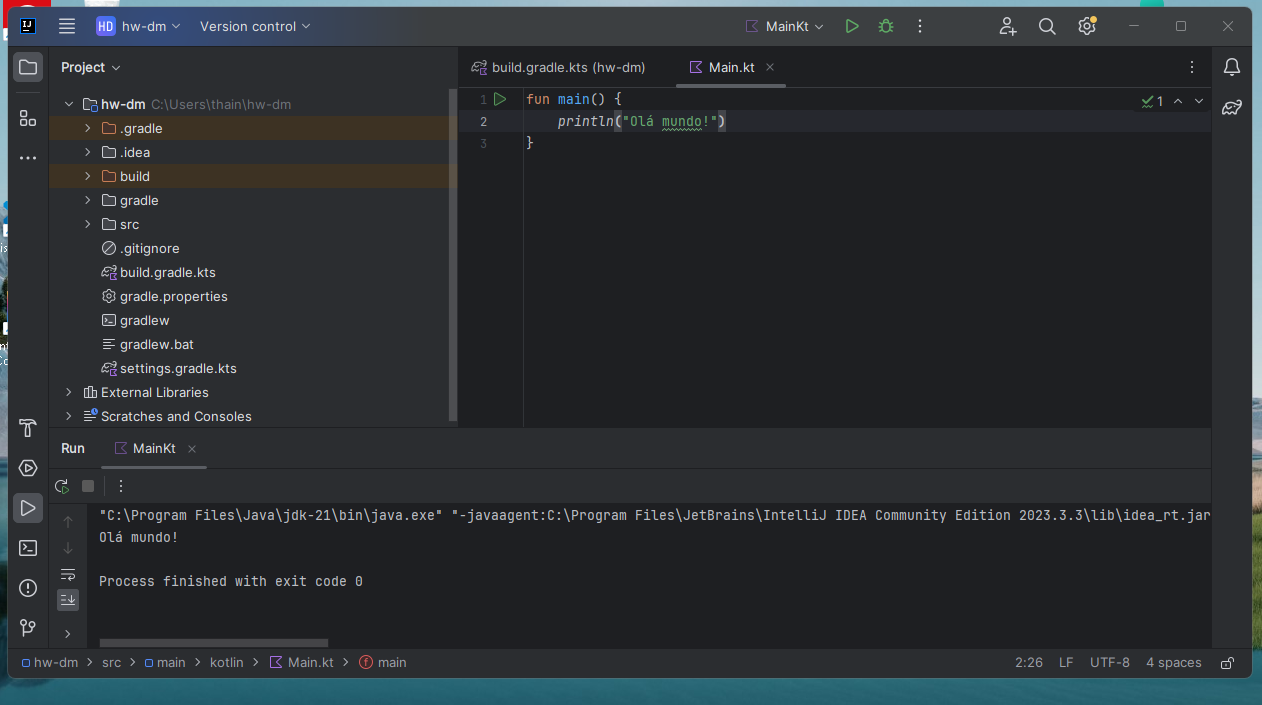 HD hw-dm Version control MainKt
Project
build.gradle.kts (hw-dm) Main.kt
hw-dm C:\Users\thain\hw-dm
.gradle
.idea
build
gradle
src
.gitignore
build.gradle.kts
gradle.properties
gradlew
gradlew.bat
settings.gradle.kts
External Libraries
Scratches and Consoles
1 fun main() {
2 println("Olá mundo!")
3 }
1
Run MainKt
"C:\Program Files\Java\jdk-21\bin\java.exe" "-javaagent:C:\Program Files\JetBrains\IntelliJ IDEA Community Edition 2023.3.3\lib\idea_rt.jar
Olá mundo!
Process finished with exit code 0
hw-dm > src > main > kotlin > Main.kt > main 2:26 LF UTF-8 4 spaces